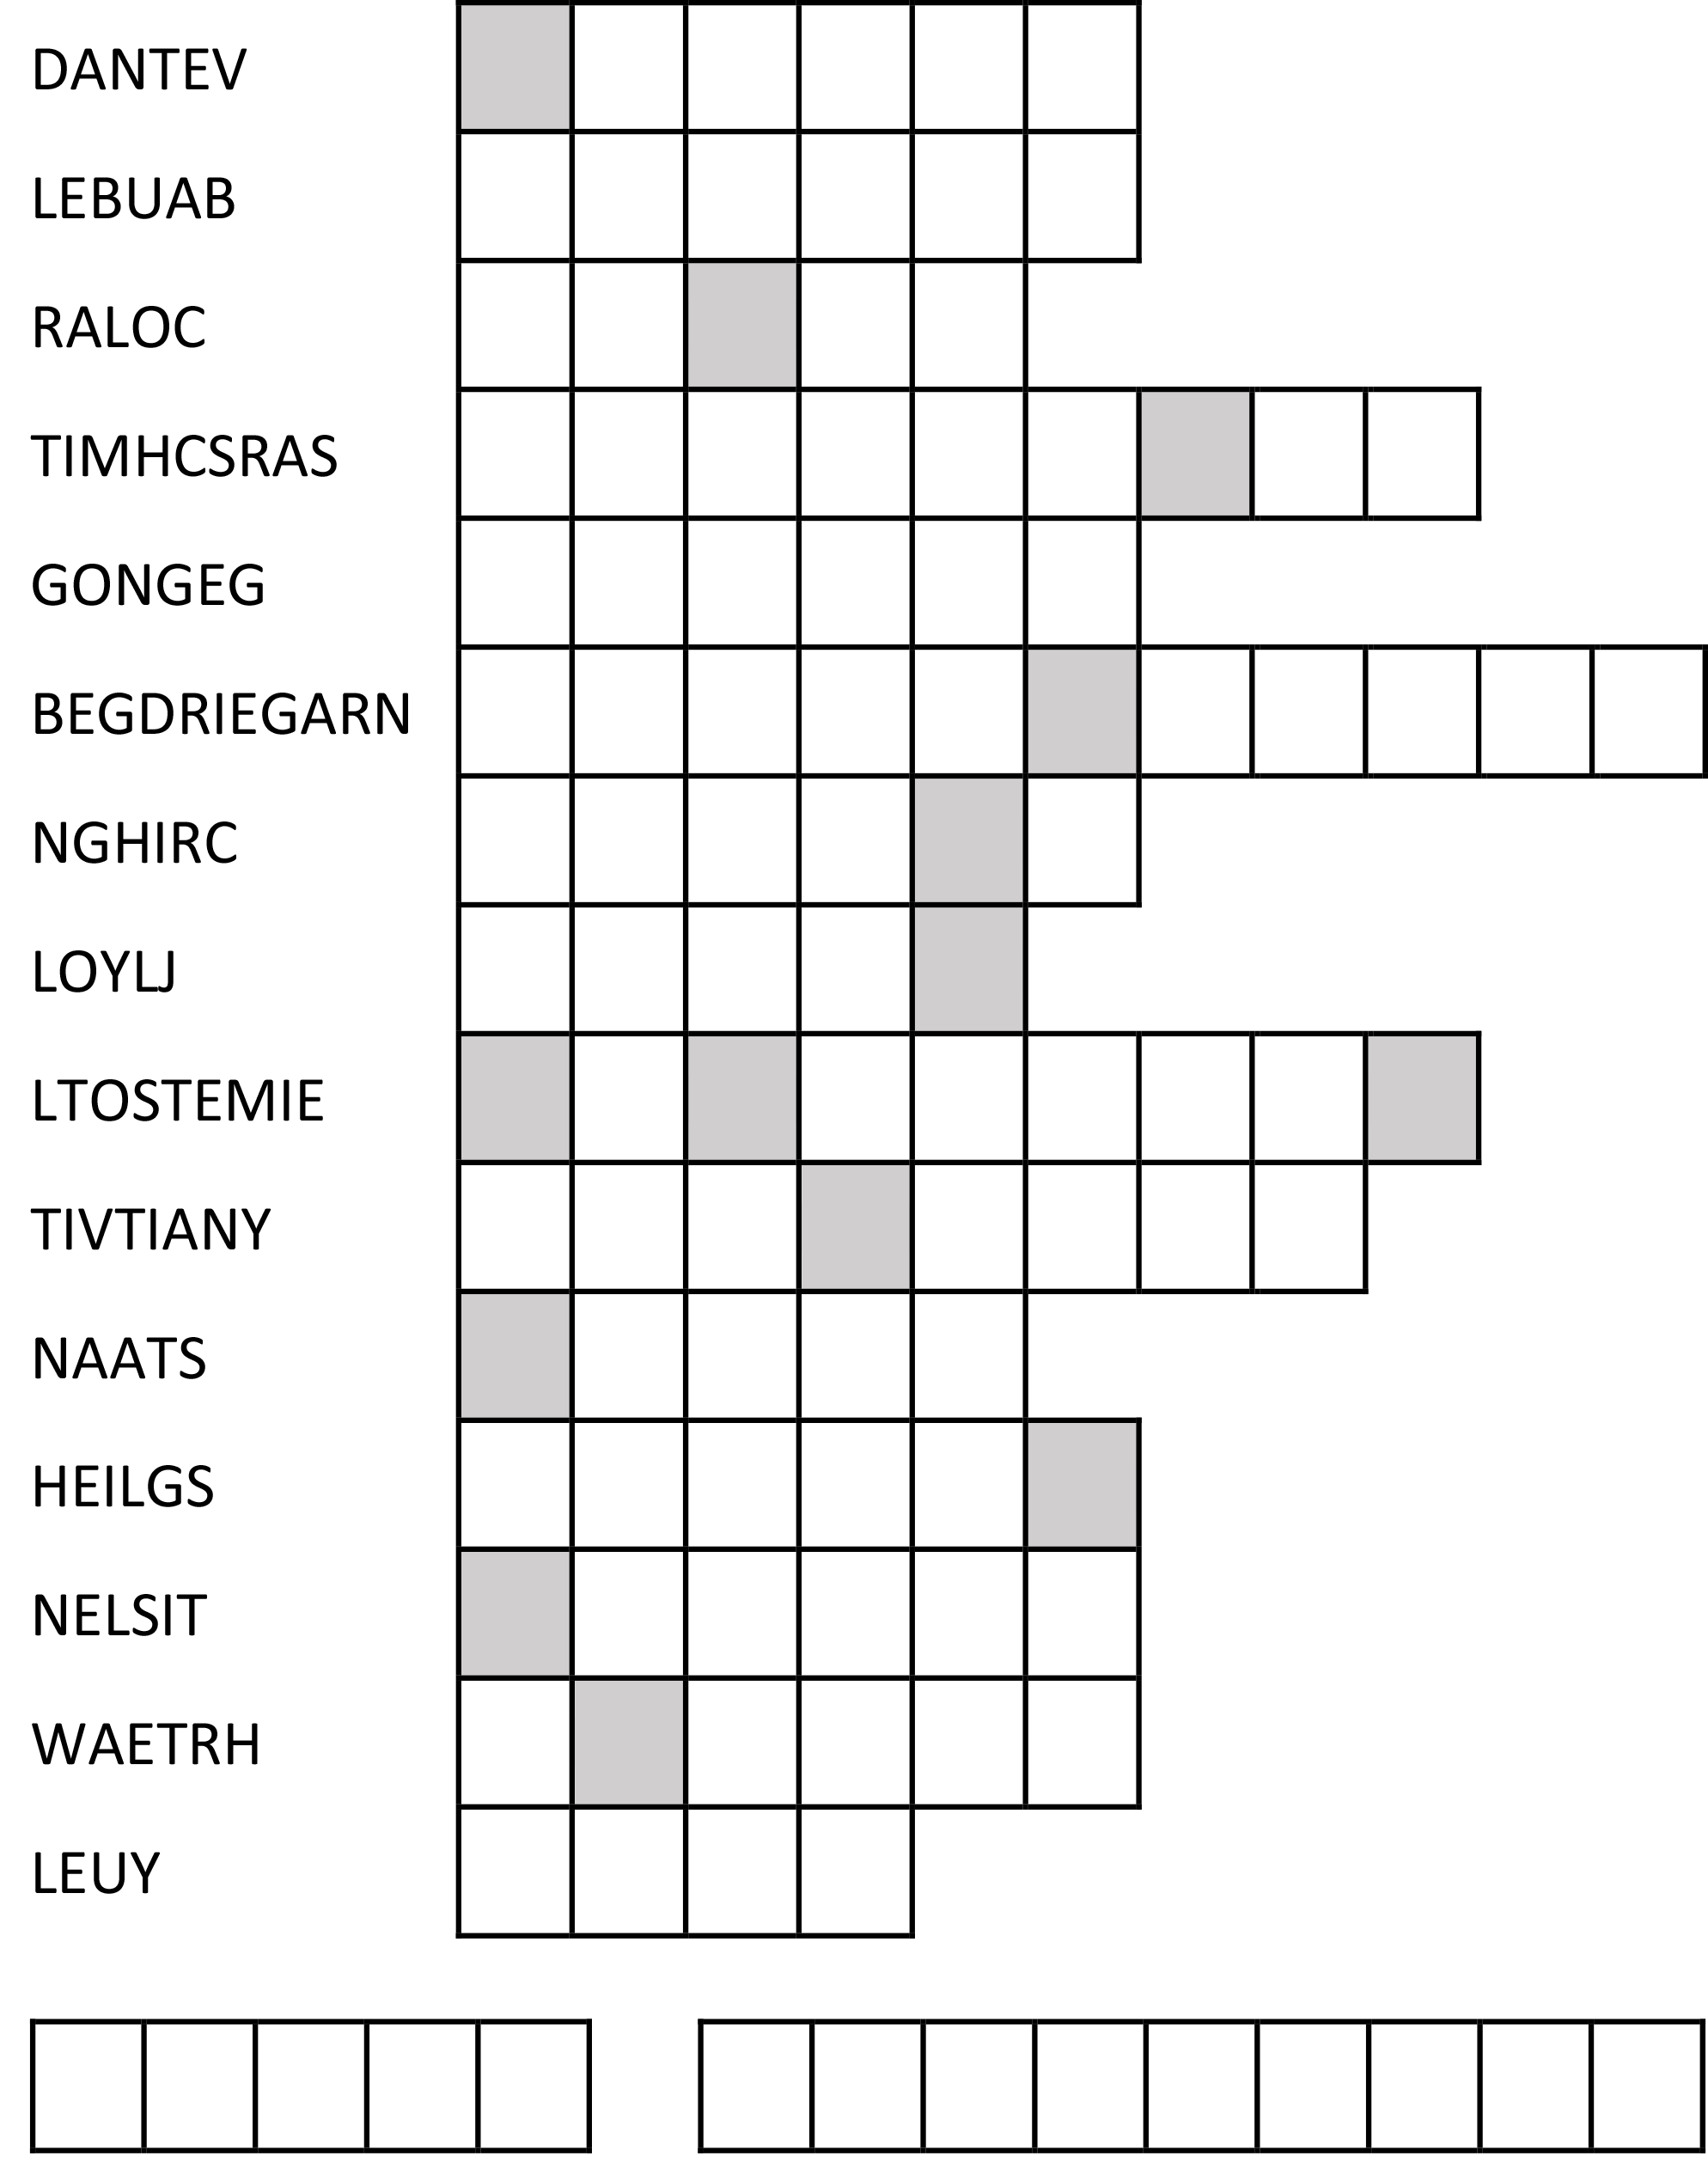 DANTEV
LEBUAB
RALOC
TIMHCSRAS
GONGEG
BEGDRIEGARN
NGHIRC
LOYLJ
LTOSTEMIE
TIVTIANY
NAATS
HEILGS
NELSIT
WAETRH
LEUY